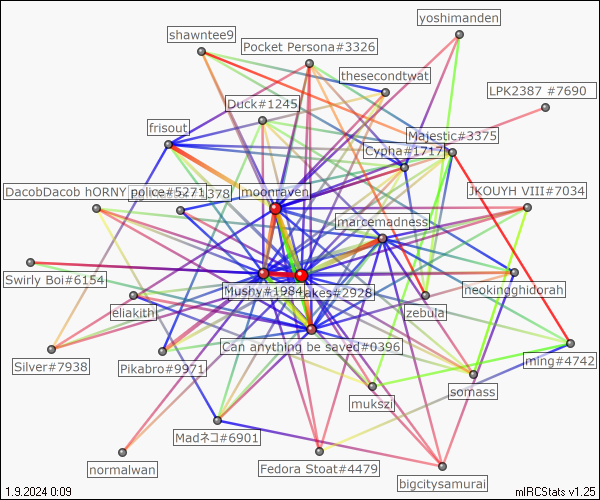 yoshimanden
shawntee9
Pocket Persona#3326
thesecondtwat
LPK2387 #7690
Duck#1245
frisout
Majestic#3375
Cypha#1717
DacobDacob hORNY police#5271
378
moonraven
JKOUYH VIII#7034
marcemadness
Swirly Boi#6154
Mushy#1984
akes#2928
neokingghidorah
eliakith
zebula
Can anything be saved#0396
Silver#7938
Pikabro#9971
ming#4742
somass
mukszi
Madネコ#6901
normalwan
Fedora Stoat#4479
bigcitysamurai
1.9.2024 0:09
mIRCStats v1.25